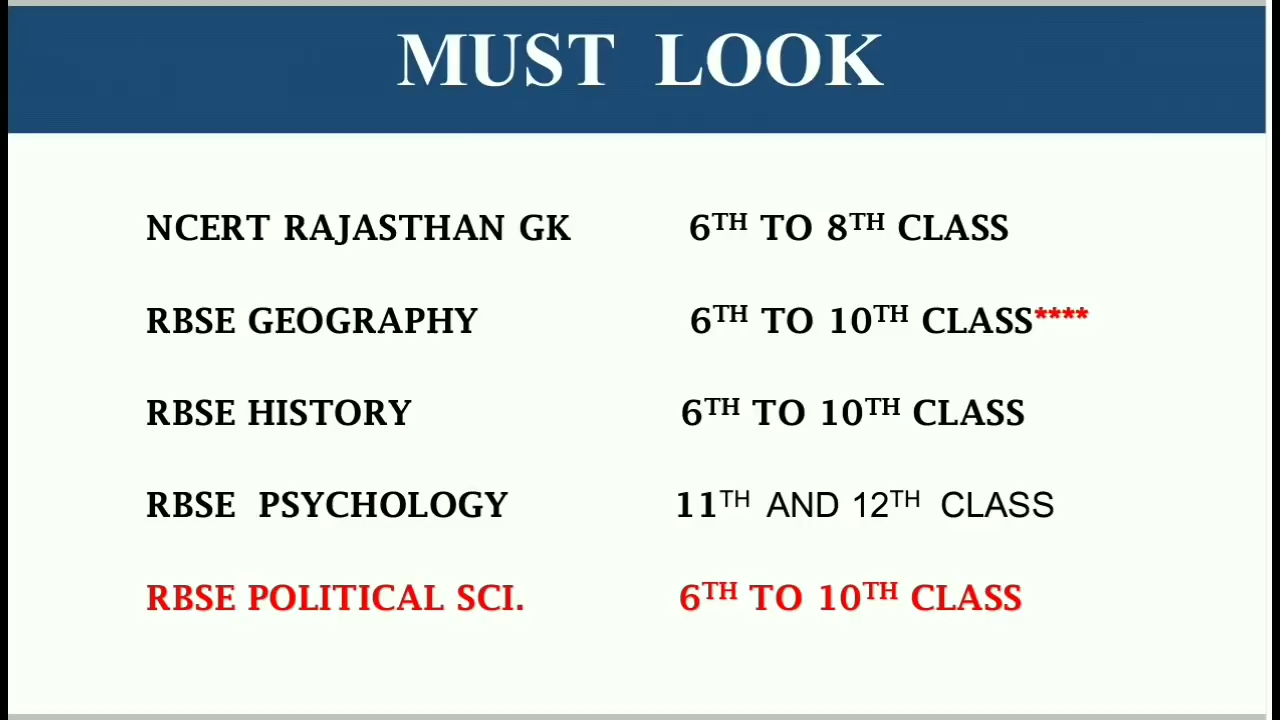 MUST LOOK
NCERT RAJASTHAN GK 6TH TO 8TH CLASS
RBSE GEOGRAPHY 6TH TO 10TH CLASS****
RBSE HISTORY 6TH TO 10TH CLASS
RBSE PSYCHOLOGY 11TH AND 12TH CLASS
RBSE POLITICAL SCI. 6TH TO 10TH CLASS